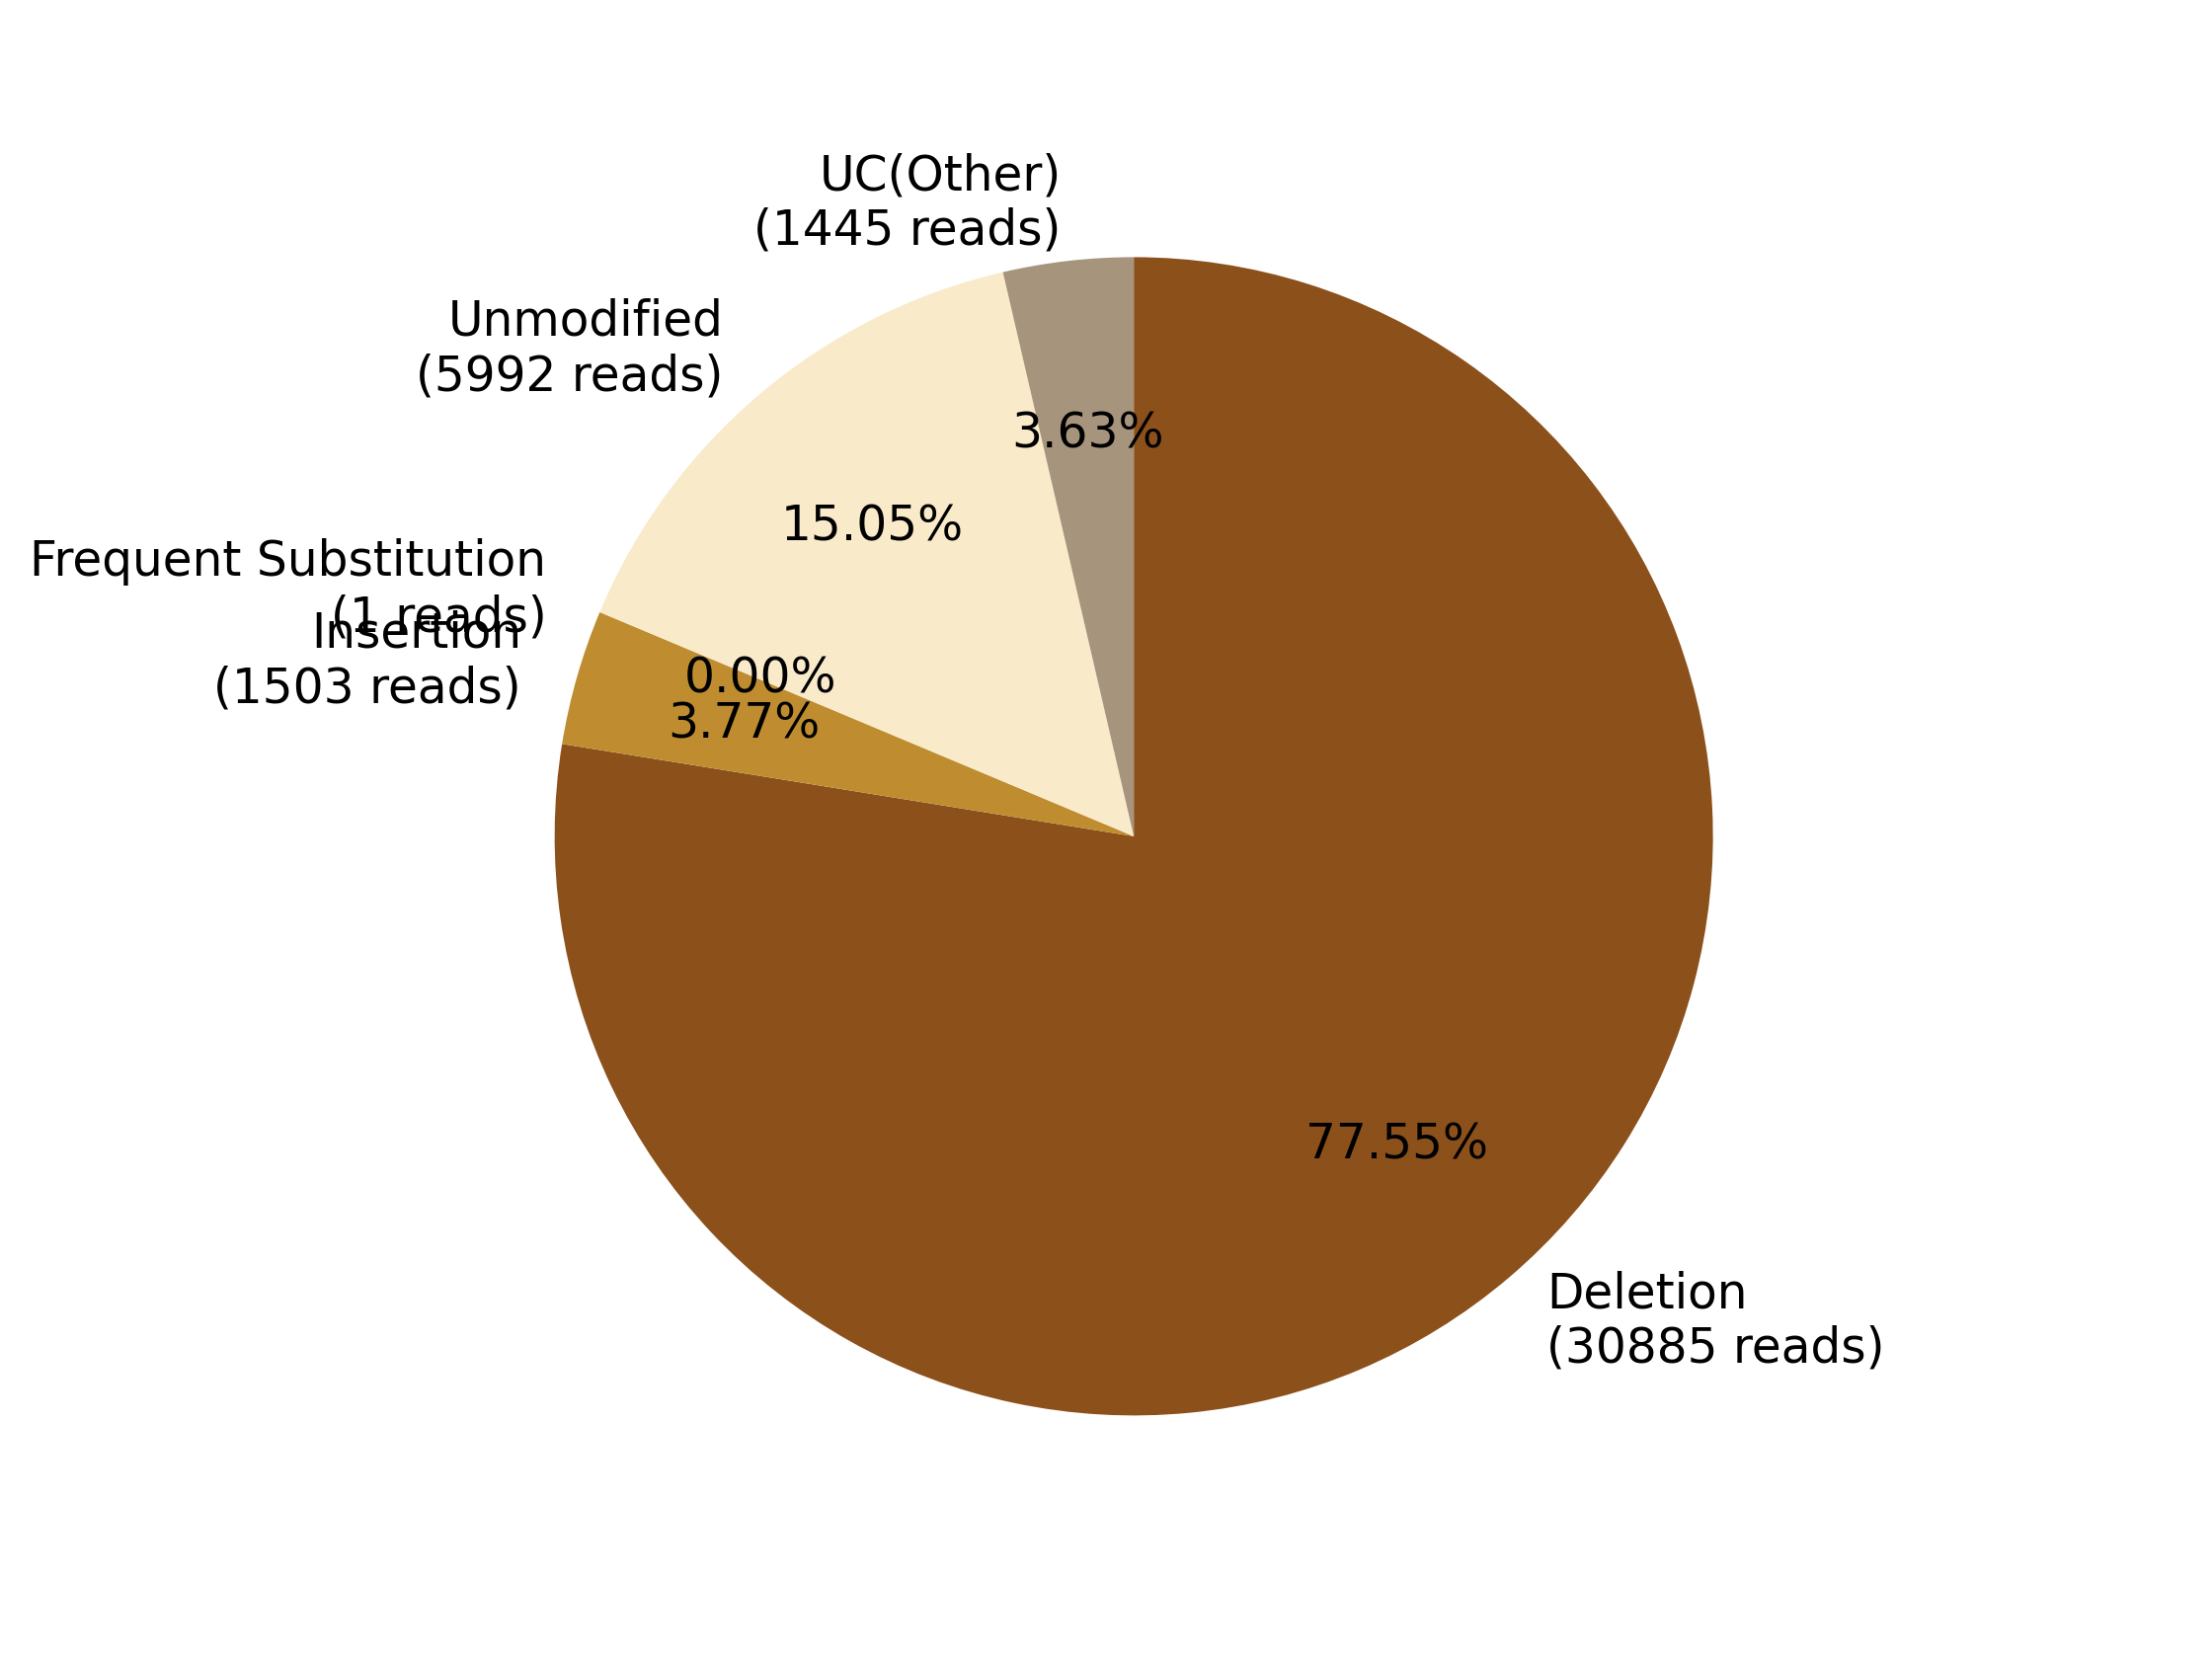 UC(Other)
(1445 reads)
Unmodified
(5992 reads)
3.63%
15.05%
Frequent Substitution
(1 reads)
Insertion
(1503 reads)
0.00%
3.77%
77.55%
Deletion
(30885 reads)